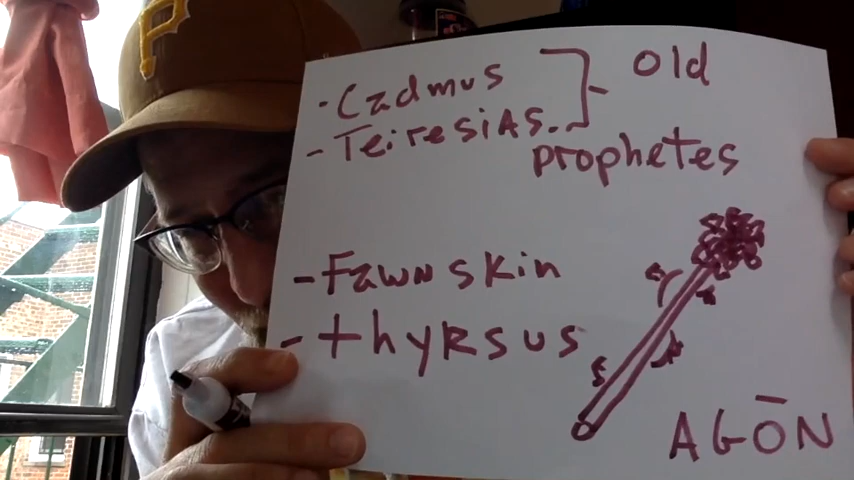 P
- Cadmus
- Teiresias.
Old
prophetes
- Fawnskin
- thyrsus
AGŌN